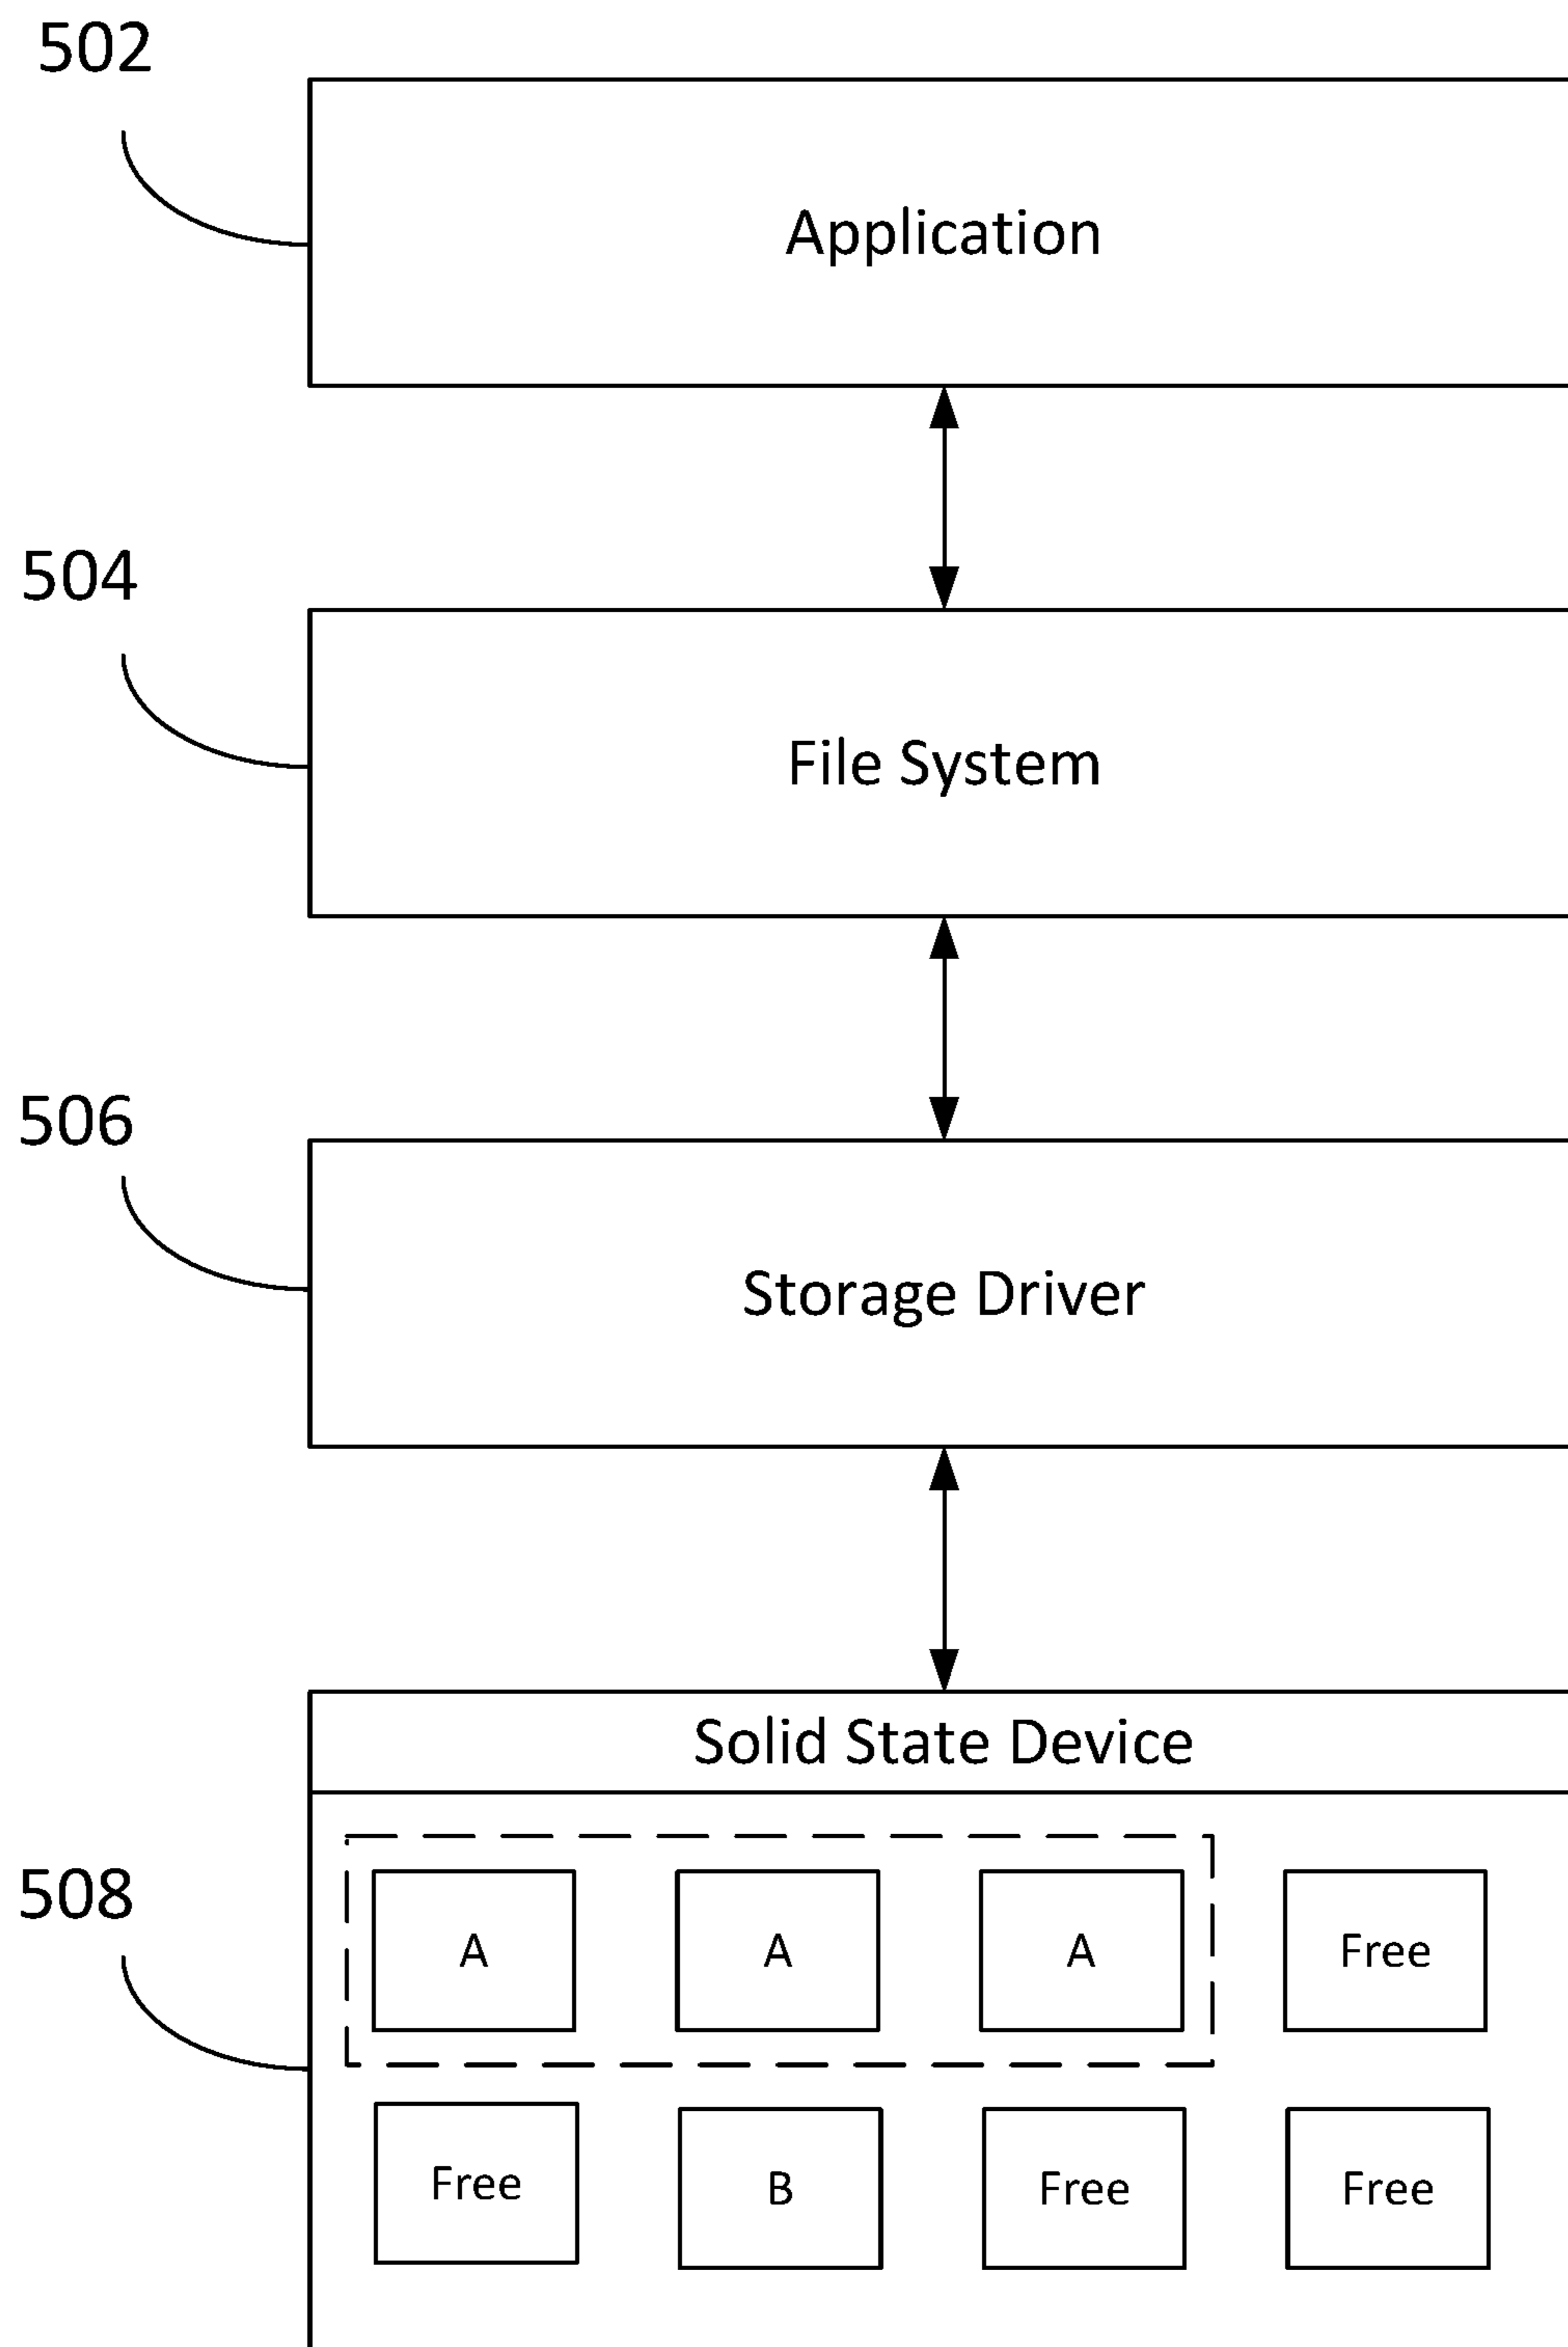 502
Application
504
File System
506
Storage Driver
Solid State Device
508
A A A Free
Free B Free Free